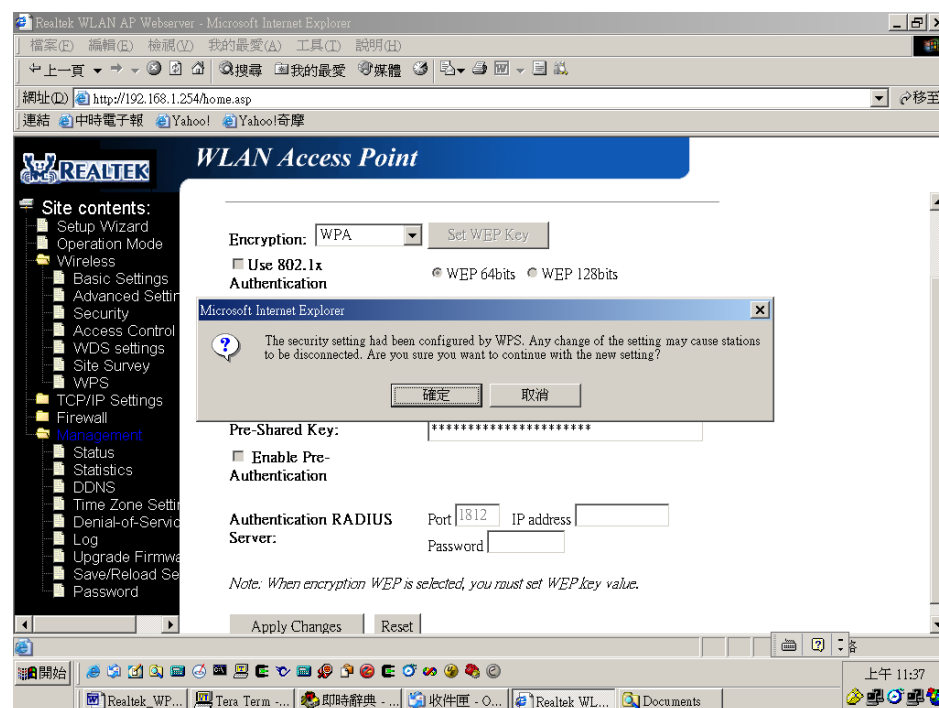 Realtek WLAN AP Webserver - Microsoft Internet Explorer
檔案(F) 編輯(E) 檢視(V) 我的最愛(A) 工具(T) 說明(H)
上一頁 搜尋 我的最愛 媒體
網址(D) http://192.168.1.254/home.asp 移至
連結 中時電子報 Yahoo! Yahoo!奇摩
REALTEK
WLAN Access Point
Site contents:
Setup Wizard
Operation Mode
Wireless
Basic Settings
Advanced Settin
Security
Access Control
WDS settings
Site Survey
WPS
TCP/IP Settings
Firewall
Management
Status
Statistics
DDNS
Time Zone Settin
Denial-of-Servic
Log
Upgrade Firmwa
Save/Reload Se
Password
Encryption: WPA Set WEP Key
Use 802.1x
Authentication
WEP 64bits WEP 128bits
Microsoft Internet Explorer
The security setting had been configured by WPS. Any change of the setting may cause stations
to be disconnected. Are you sure you want to continue with the new setting?
確定 取消
Pre-Shared Key: **********************
Enable Pre-
Authentication
Authentication RADIUS
Server:
Port 1812 IP address
Password
Note: When encryption WEP is selected, you must set WEP key value.
Apply Changes Reset
開始
上午 11:37
Realtek_WP... Tera Term -... 即時辭典 - ... 收件匣 - O... Realtek WL... Documents